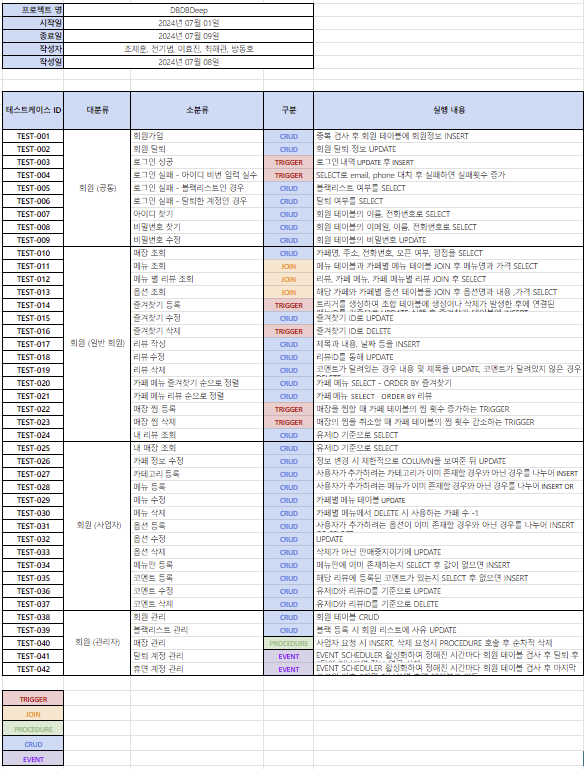 프로젝트 명 DBDBDeep
시작일 2024년 07월 01일
종료일 2024년 07월 09일
작성자 조재훈, 전기범, 이효진, 최해관, 방동호
작성일 2024년 07월 08일
테스트케이스 ID 대분류 소분류 구분 실행 내용
TEST-001 회원가입 CRUD 중복 검사 후 회원 테이블에 회원정보 INSERT
TEST-002 회원 탈퇴 CRUD 회원 탈퇴 정보 UPDATE
TEST-003 로그인 성공 TRIGGER 로그인 내역 UPDATE 후 INSERT
TEST-004 로그인 실패 - 아이디 비번 입력 실수 TRIGGER SELECT로 email, phone 대치 후 실패하면 실패횟수 증가
TEST-005 회원 (공통) 로그인 실패 - 블랙리스트인 경우 CRUD 블랙리스트 여부를 SELECT
TEST-006 로그인 실패 - 탈퇴한 계정인 경우 CRUD 탈퇴 여부를 SELECT
TEST-007 아이디 찾기 CRUD 회원 테이블의 이름, 전화번호로 SELECT
TEST-008 비밀번호 찾기 CRUD 회원 테이블의 이메일, 이름, 전화번호로 SELECT
TEST-009 비밀번호 수정 CRUD 회원 테이블의 비밀번호 UPDATE
TEST-010 매장 조회 CRUD 카페명, 주소, 전화번호, 오픈 여부, 평점을 SELECT
TEST-011 메뉴 조회 JOIN 메뉴 테이블과 카페별 메뉴 테이블 JOIN 후 메뉴명과 가격 SELECT
TEST-012 메뉴 별 리뷰 조회 JOIN 리뷰, 카페 메뉴, 카페 메뉴별 리뷰 JOIN 후 SELECT
TEST-013 옵션 조회 JOIN 해당 카페와 카페별 옵션 테이블을 JOIN 후 옵션명과 내용,가격 SELECT
TEST-014 즐겨찾기 등록 TRIGGER 트리거를 생성하여 조합 테이블에 생성이나 삭제가 발생한 후에 연결된
TEST-015 즐겨찾기 수정 CRUD 즐겨찾기 ID로 UPDATE
TEST-016 즐겨찾기 삭제 TRIGGER 즐겨찾기 ID로 DELETE
TEST-017 회원 (일반 회원) 리뷰 작성 CRUD 제목과 내용, 날짜 등을 INSERT
TEST-018 리뷰 수정 CRUD 리뷰ID를 통해 UPDATE
TEST-019 리뷰 삭제 CRUD 코멘트가 달려있는 경우 내용 및 제목을 UPDATE, 코멘트가 달려있지 않은 경우
TEST-020 카페 메뉴 즐겨찾기 순으로 정렬 CRUD 카페 메뉴 SELECT - ORDER BY 즐겨찾기
TEST-021 카페 메뉴 리뷰 순으로 정렬 CRUD 카페 메뉴 SELECT ORDER BY 리뷰
TEST-022 매장 찜 등록 TRIGGER 매장을 찜할 때 카페 테이블의 찜 횟수 증가하는 TRIGGER
TEST-023 매장 찜 삭제 TRIGGER 매장의 찜을 취소할 때 카페 테이블의 찜 횟수 감소하는 TRIGGER
TEST-024 내 리뷰 조회 CRUD 유저ID 기준으로 SELECT
TEST-025 내 매장 조회 CRUD 유저ID 기준으로 SELECT
TEST-026 카페 정보 수정 CRUD 정보 변경 시 제한적으로 COLUMN을 보여준 뒤 UPDATE
TEST-027 카테고리 등록 CRUD 사용자가 추가하려는 카테고리가 이미 존재할 경우와 아닌 경우를 나누어 INSERT
TEST-028 메뉴 등록 CRUD 사용자가 추가하려는 메뉴가 이미 존재할 경우와 아닌 경우를 나누어 INSERT OR
TEST-029 메뉴 수정 CRUD 카페별 메뉴 테이블 UPDATE
TEST-030 메뉴 삭제 CRUD 카페별 메뉴에서 DELETE 시 사용하는 카페 수 -1
TEST-031 회원 (사업자) 옵션 등록 CRUD 사용자가 추가하려는 옵션이 이미 존재할 경우와 아닌 경우를 나누어 INSERT
TEST-032 옵션 수정 CRUD UPDATE
TEST-033 옵션 삭제 CRUD 삭제가 아닌 판매중지이기에 UPDATE
TEST-034 메뉴판 등록 CRUD 메뉴판에 이미 존재하는지 SELECT 후 값이 없으면 INSERT
TEST-035 코멘트 등록 CRUD 해당 리뷰에 등록된 코멘트가 있는지 SELECT 후 없으면 INSERT
TEST-036 코멘트 수정 CRUD 유저ID와 리뷰ID를 기준으로 UPDATE
TEST-037 코멘트 삭제 CRUD 유저ID와 리뷰ID를 기준으로 DELETE
TEST-038 회원 관리 CRUD 회원 테이블 CRUD
TEST-039 블랙리스트 관리 CRUD 블랙 등록 시 회원 리스트에 사유 UPDATE
TEST-040 회원 (관리자) 매장 관리 PROCEDURE 사업자 요청 시 INSERT, 삭제 요청시 PROCEDURE 호출 후 순차적 삭제
TEST-041 탈퇴 계정 관리 EVENT EVENT SCHEDULER 활성화하여 정해진 시간마다 회원 테이블 검사 후 탈퇴 후
TEST-042 휴면 계정 관리 EVENT EVENT SCHEDULER 활성화하여 정해진 시간마다 회원 테이블 검사 후 마지막
TRIGGER
JOIN
PROCEDURE
CRUD
EVENT